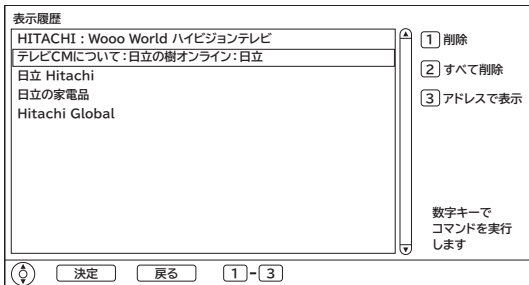 表示履歴
HITACHI : Wooo World ハイビジョンテレビ
テレビCMについて：日立の樹オンライン：日立
日立 Hitachi
日立の家電品
Hitachi Global
1 削除
2 すべて削除
3 アドレスで表示
数字キーで
コマンドを実行
します
決定 戻る 1-3